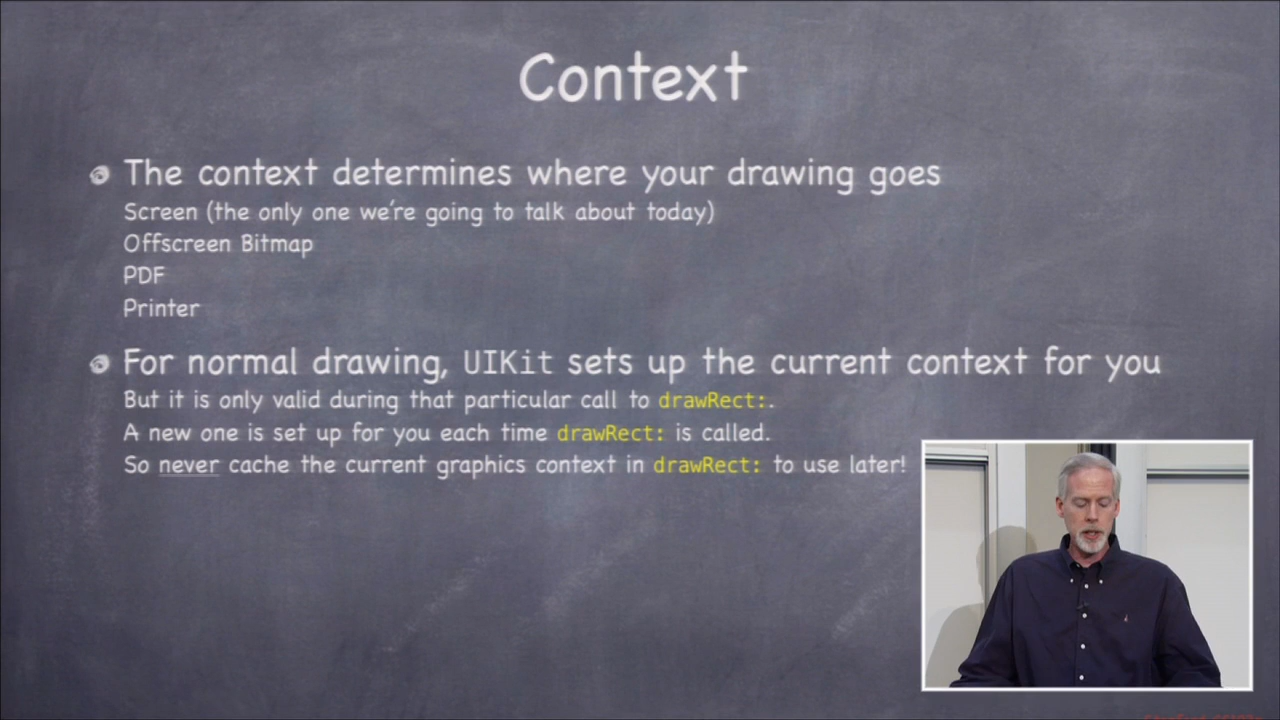 Context
The context determines where your drawing goes
Screen (the only one we're going to talk about today)
Offscreen Bitmap
PDF
Printer
For normal drawing, UIKit sets up the current context for you
But it is only valid during that particular call to drawRect:.
A new one is set up for you each time drawRect: is called.
So never cache the current graphics context in drawRect: to use later!